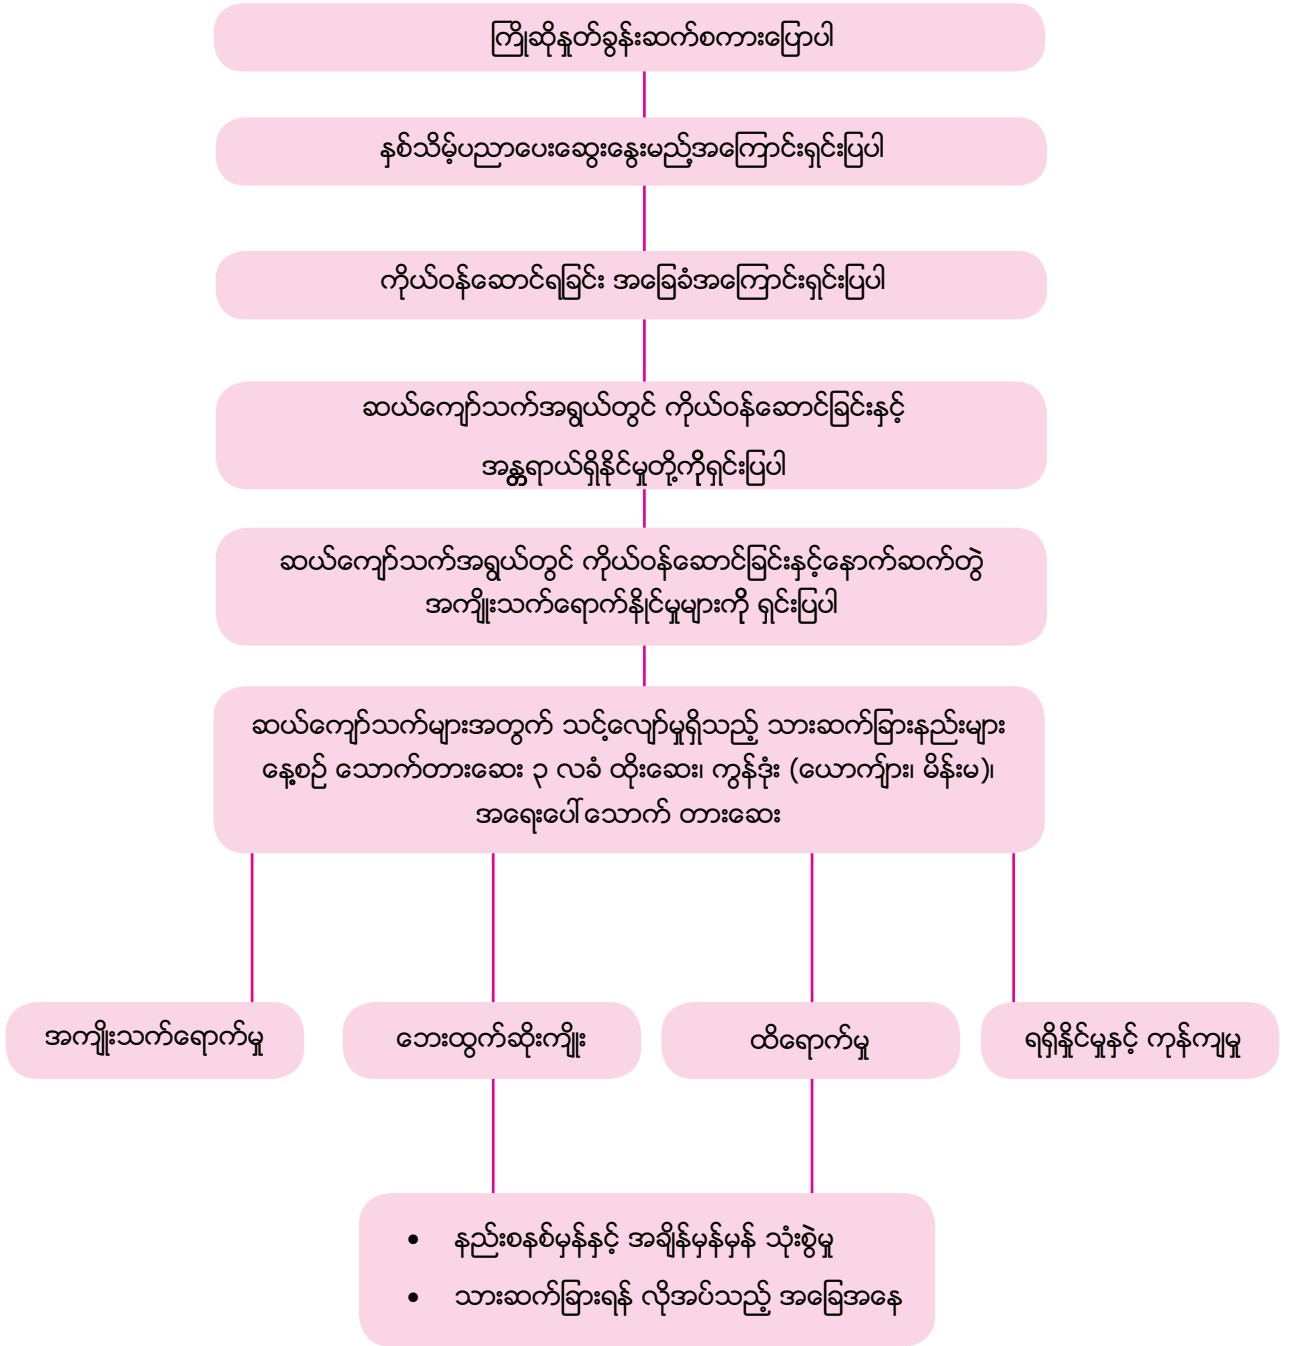 ကြိုဆိုနှုတ်ခွန်းဆက်စကားပြောပါ
နှစ်သိမ့်ပညာပေးဆွေးနွေးမည့်အကြောင်းရှင်းပြပါ
ကိုယ်ဝန်ဆောင်ရခြင်း အခြေခံအကြောင်းရှင်းပြပါ
ဆယ်ကျော်သက်အရွယ်တွင် ကိုယ်ဝန်ဆောင်ခြင်းနှင့်
အန္တရာယ်ရှိနိုင်မှုတို့ကိုရှင်းပြပါ
ဆယ်ကျော်သက်အရွယ်တွင် ကိုယ်ဝန်ဆောင်ခြင်းနှင့်နောက်ဆက်တွဲ
အကျိုးသက်ရောက်နိုင်မှုများကို ရှင်းပြပါ
ဆယ်ကျော်သက်များအတွက် သင့်လျော်မှုရှိသည့် သားဆက်ခြားနည်းများ
နေ့စဉ် သောက်တားဆေး ၃ လခံ ထိုးဆေး၊ ကွန်ဒုံး (ယောက်ျား၊ မိန်းမ)၊
အရေးပေါ်သောက် တားဆေး
အကျိုးသက်ရောက်မှု
ဘေးထွက်ဆိုးကျိုး
ထိရောက်မှု
ရရှိနိုင်မှုနှင့် ကုန်ကျမှု
• နည်းစနစ်မှန်နှင့် အချိန်မှန်မှန် သုံးစွဲမှု
• သားဆက်ခြားရန် လိုအပ်သည့် အခြေအနေ